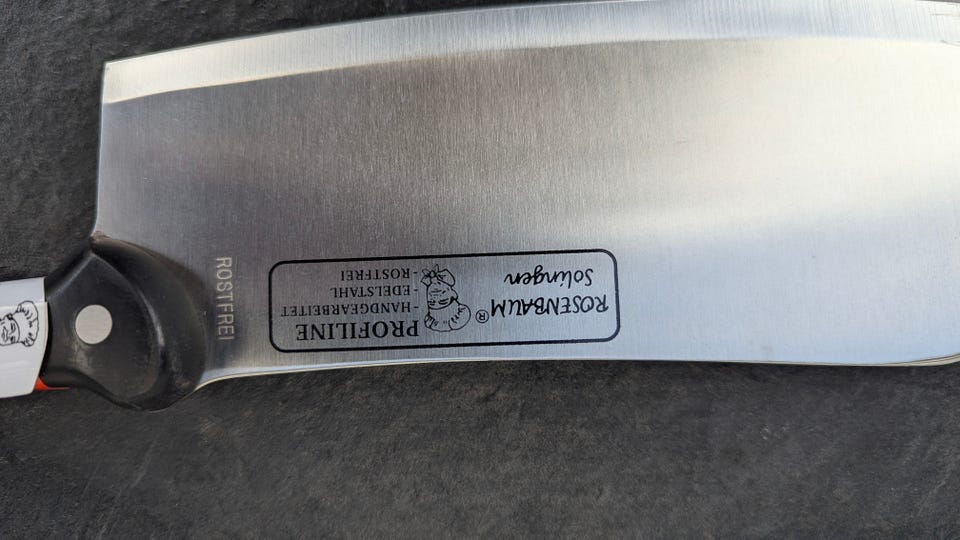 ROSENBAUM ®
Solingen
PROFILINE
- HANDGEARBEITET
- EDELSTAHL
- ROSTFREI
ROSTFREI